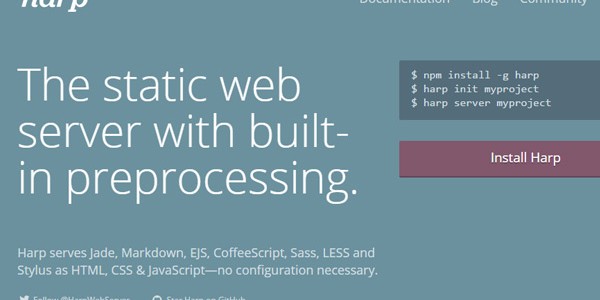 harp
Documentation Blog Community
The static web
server with built-
in preprocessing.
$ npm install -g harp
$ harp init myproject
$ harp server myproject
Install Harp
Harp serves Jade, Markdown, EJS, CoffeeScript, Sass, LESS and
Stylus as HTML, CSS & JavaScript—no configuration necessary.
Follow @HarpWebServer Star Harp on GitHub